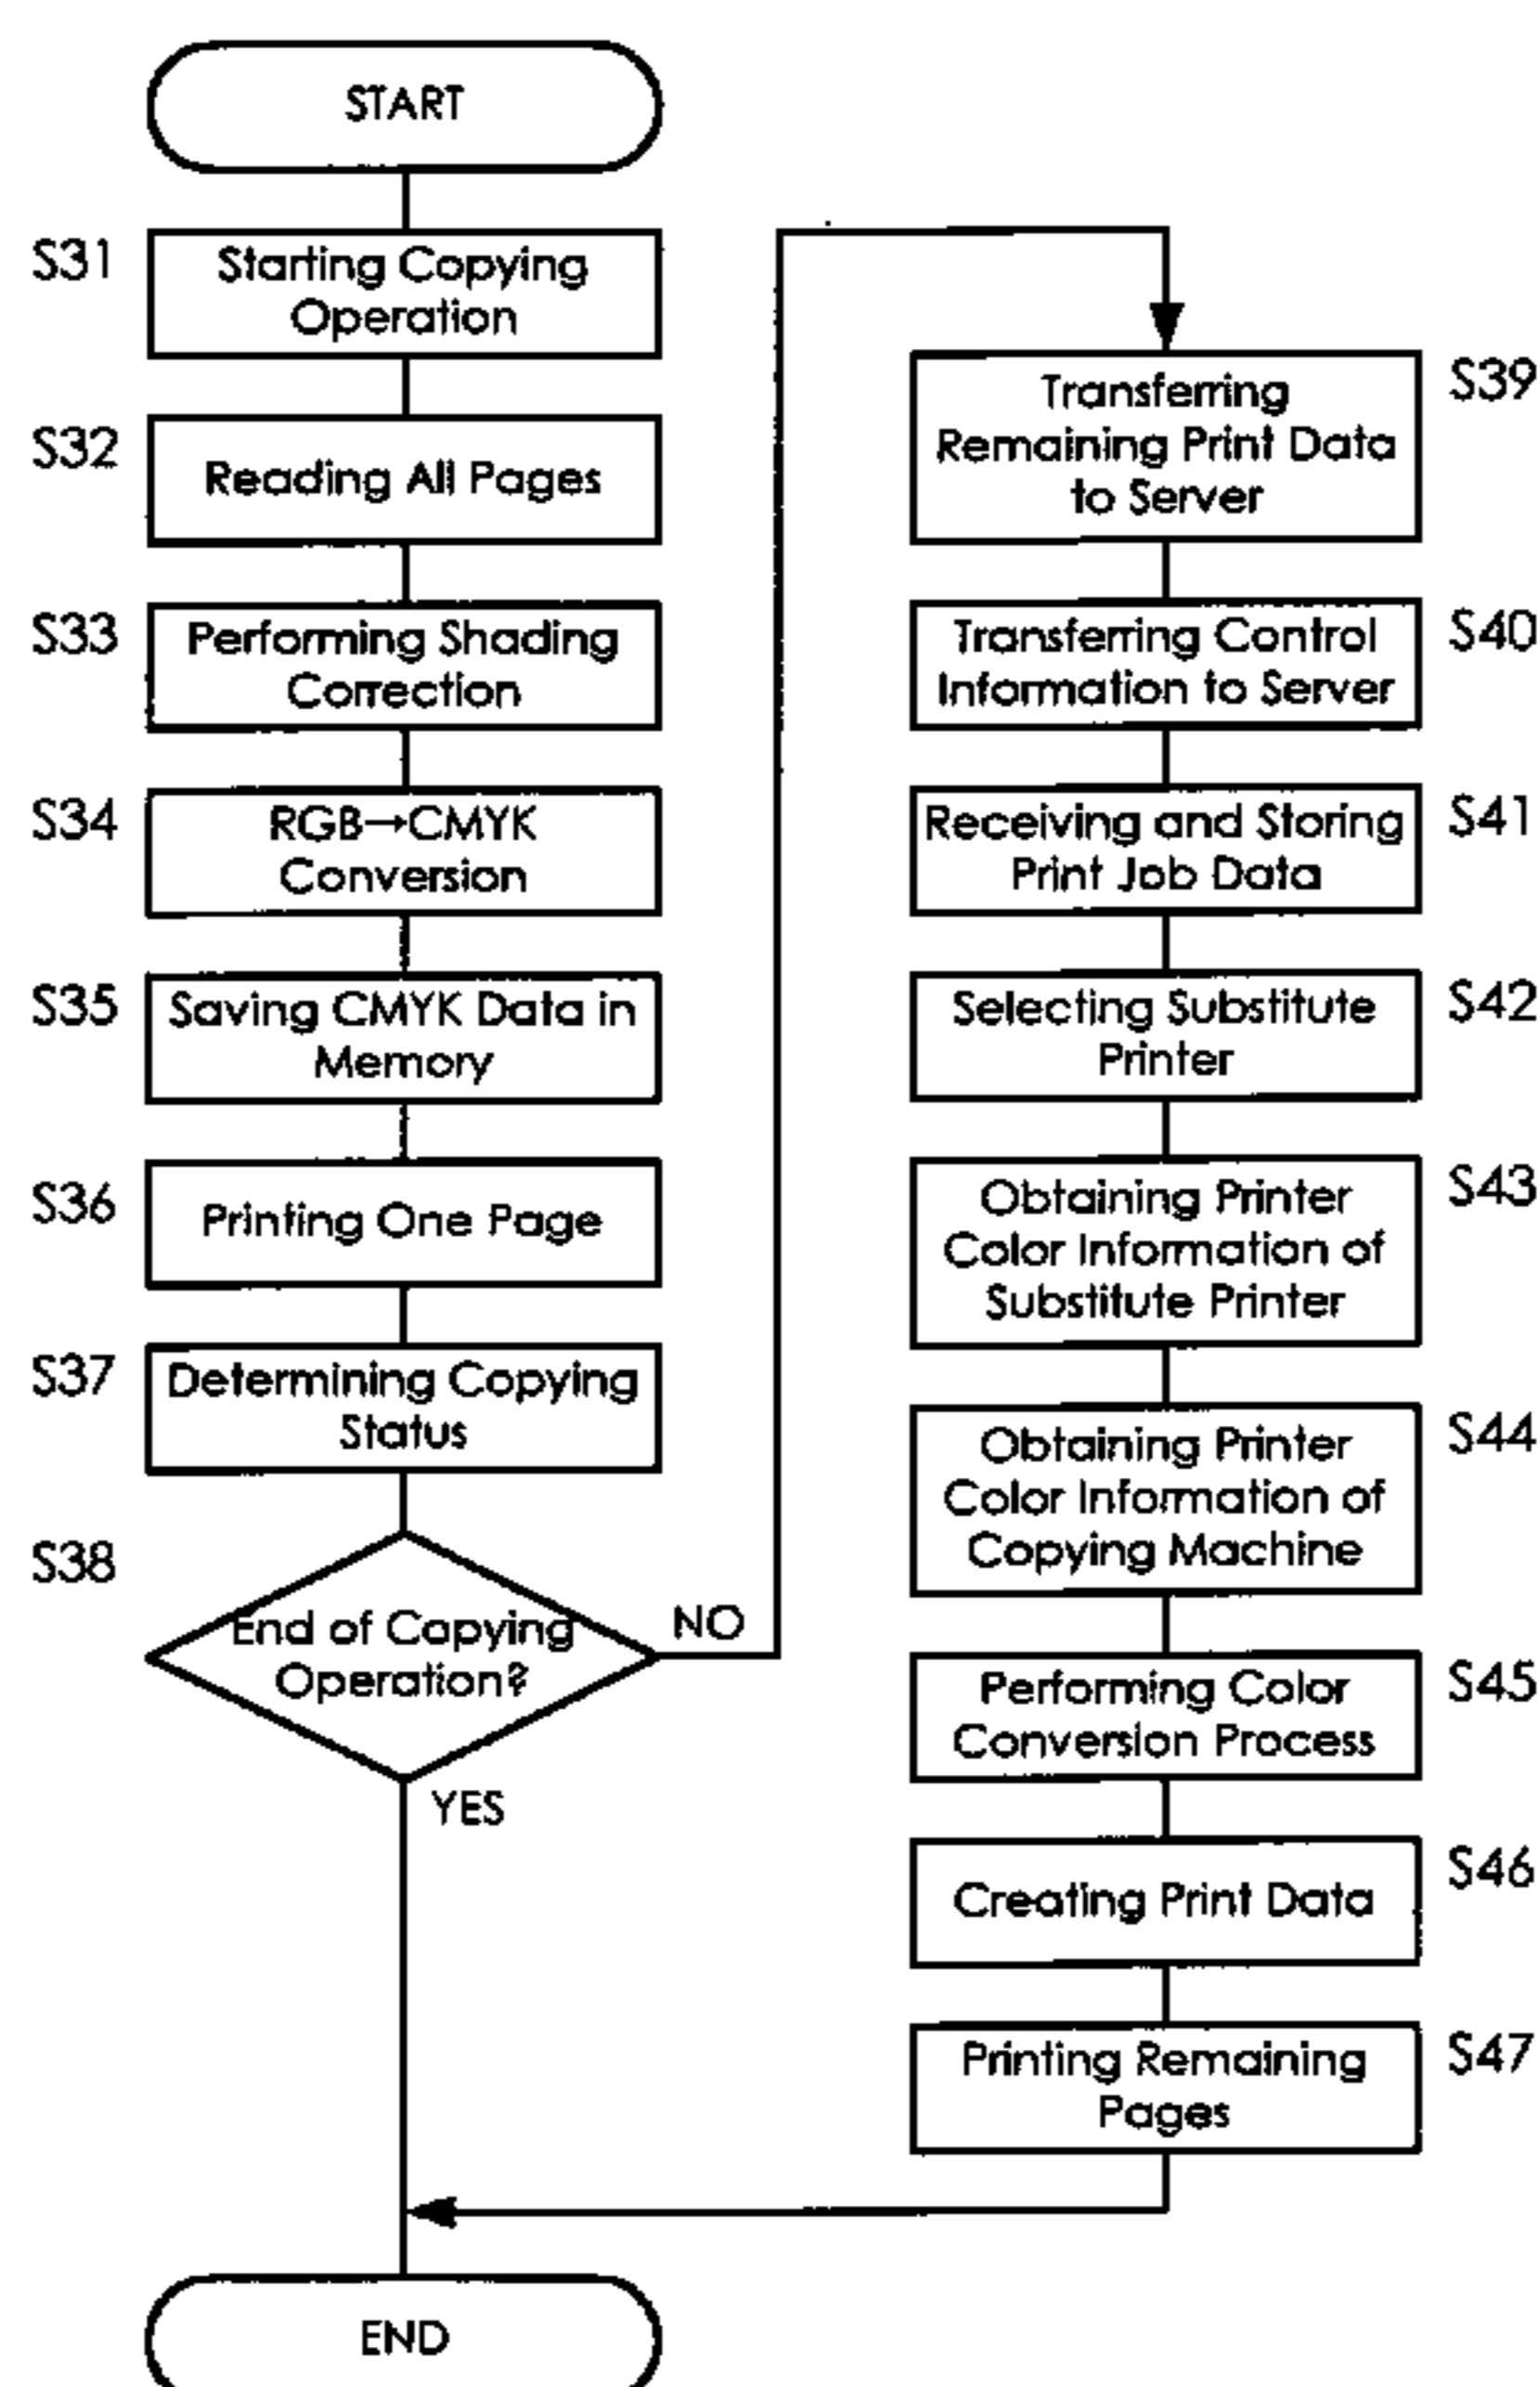 START
S31
Starting Copying
Operation
S32
Reading All Pages
S33
Performing Shading
Correction
S34
RGB→CMYK
Conversion
S35
Saving CMYK Data in
Memory
S36
Printing One Page
S37
Determining Copying
Status
S38
End of Copying
Operation?
NO
YES
S39
Transferring
Remaining Print Data
to Server
S40
Transferring Control
Information to Server
S41
Receiving and Storing
Print Job Data
S42
Selecting Substitute
Printer
S43
Obtaining Printer
Color Information of
Substitute Printer
S44
Obtaining Printer
Color Information of
Copying Machine
S45
Performing Color
Conversion Process
S46
Creating Print Data
S47
Printing Remaining
Pages
END